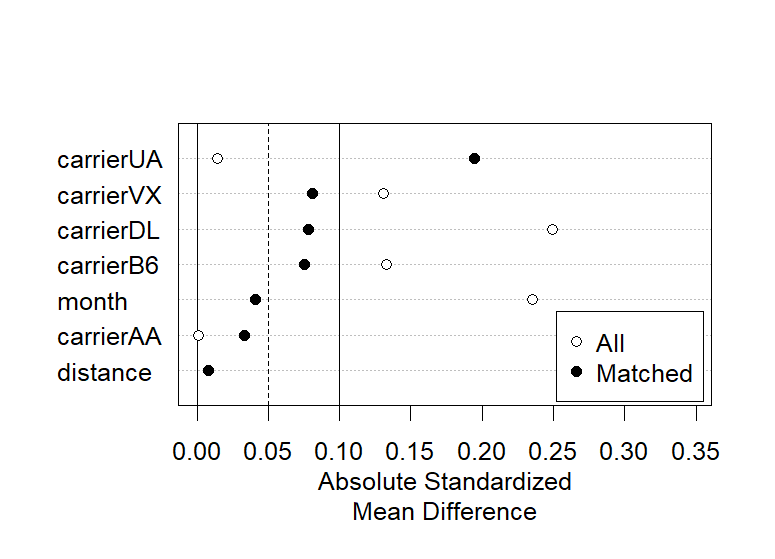 carrierUA
carrierVX
carrierDL
carrierB6
month
carrierAA
distance
All
Matched
0.00 0.05 0.10 0.15 0.20 0.25 0.30 0.35
Absolute Standardized
Mean Difference